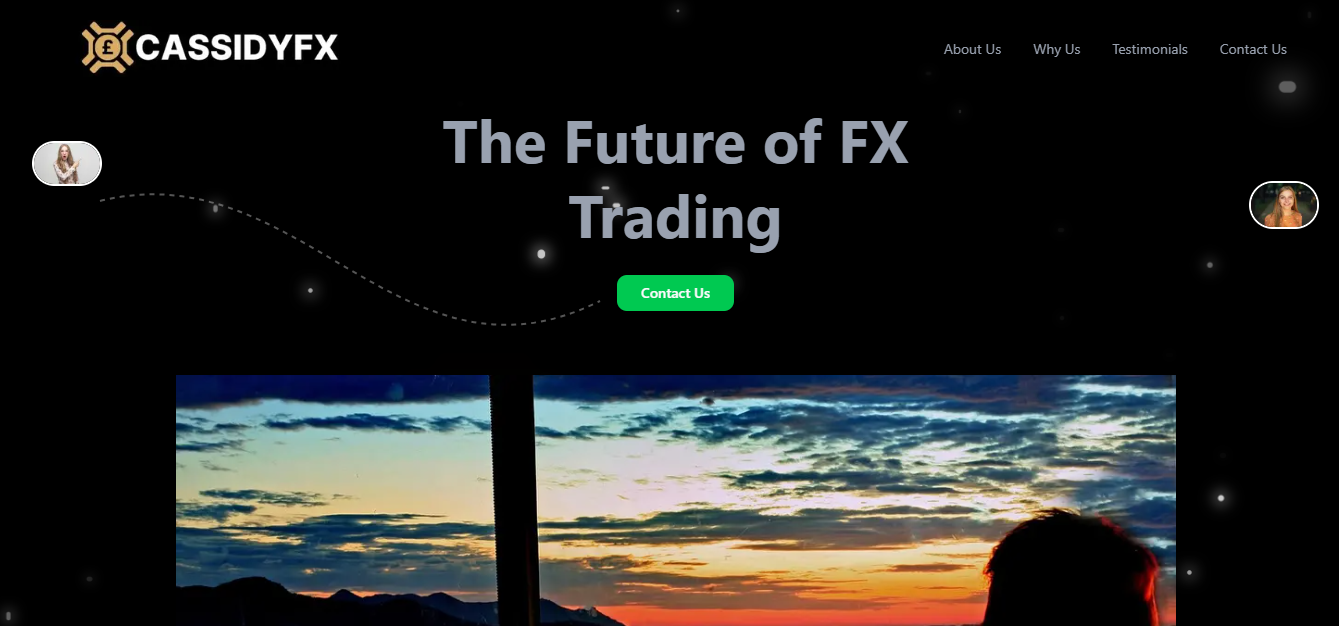 £ CASSIDYFX
About Us Why Us Testimonials Contact Us
The Future of FX
Trading
Contact Us